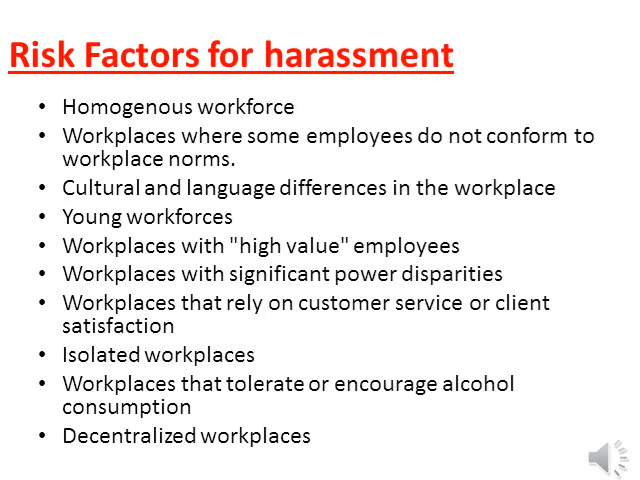 Risk Factors for harassment
• Homogenous workforce
• Workplaces where some employees do not conform to
workplace norms.
• Cultural and language differences in the workplace
• Young workforces
• Workplaces with "high value" employees
• Workplaces with significant power disparities
• Workplaces that rely on customer service or client
satisfaction
• Isolated workplaces
• Workplaces that tolerate or encourage alcohol
consumption
• Decentralized workplaces